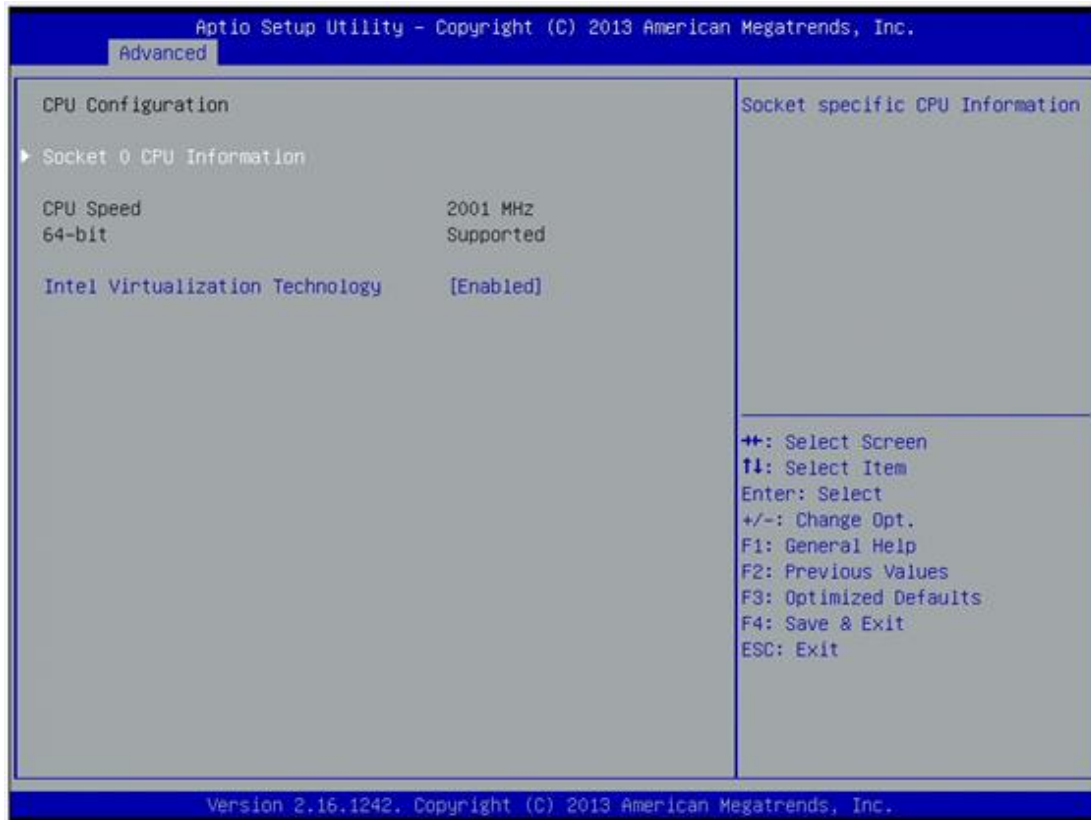 Aptio Setup Utility – Copyright (C) 2013 American Megatrends, Inc.
Advanced
CPU Configuration
Socket 0 CPU Information
CPU Speed 2001 MHz
64-bit Supported
Intel Virtualization Technology [Enabled]
Socket specific CPU Information
→←: Select Screen
↑↓: Select Item
Enter: Select
+/-: Change Opt.
F1: General Help
F2: Previous Values
F3: Optimized Defaults
F4: Save & Exit
ESC: Exit
Version 2.16.1242. Copyright (C) 2013 American Megatrends, Inc.